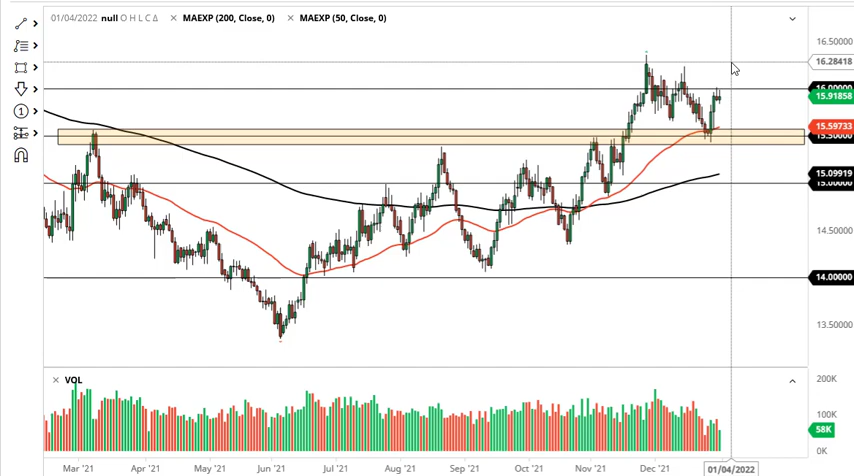 01/04/2022 null O H L C Δ × MAEXP (200, Close, 0) × MAEXP (50, Close, 0)
16.50000
16.28418
16.00000
15.91858
15.59733
15.50000
15.09919
15.00000
14.50000
14.00000
13.50000
× VOL
200K
100K
58K
0K
Mar '21 Apr '21 May '21 Jun '21 Jul '21 Aug '21 Sep '21 Oct '21 Nov '21 Dec '21 01/04/2022